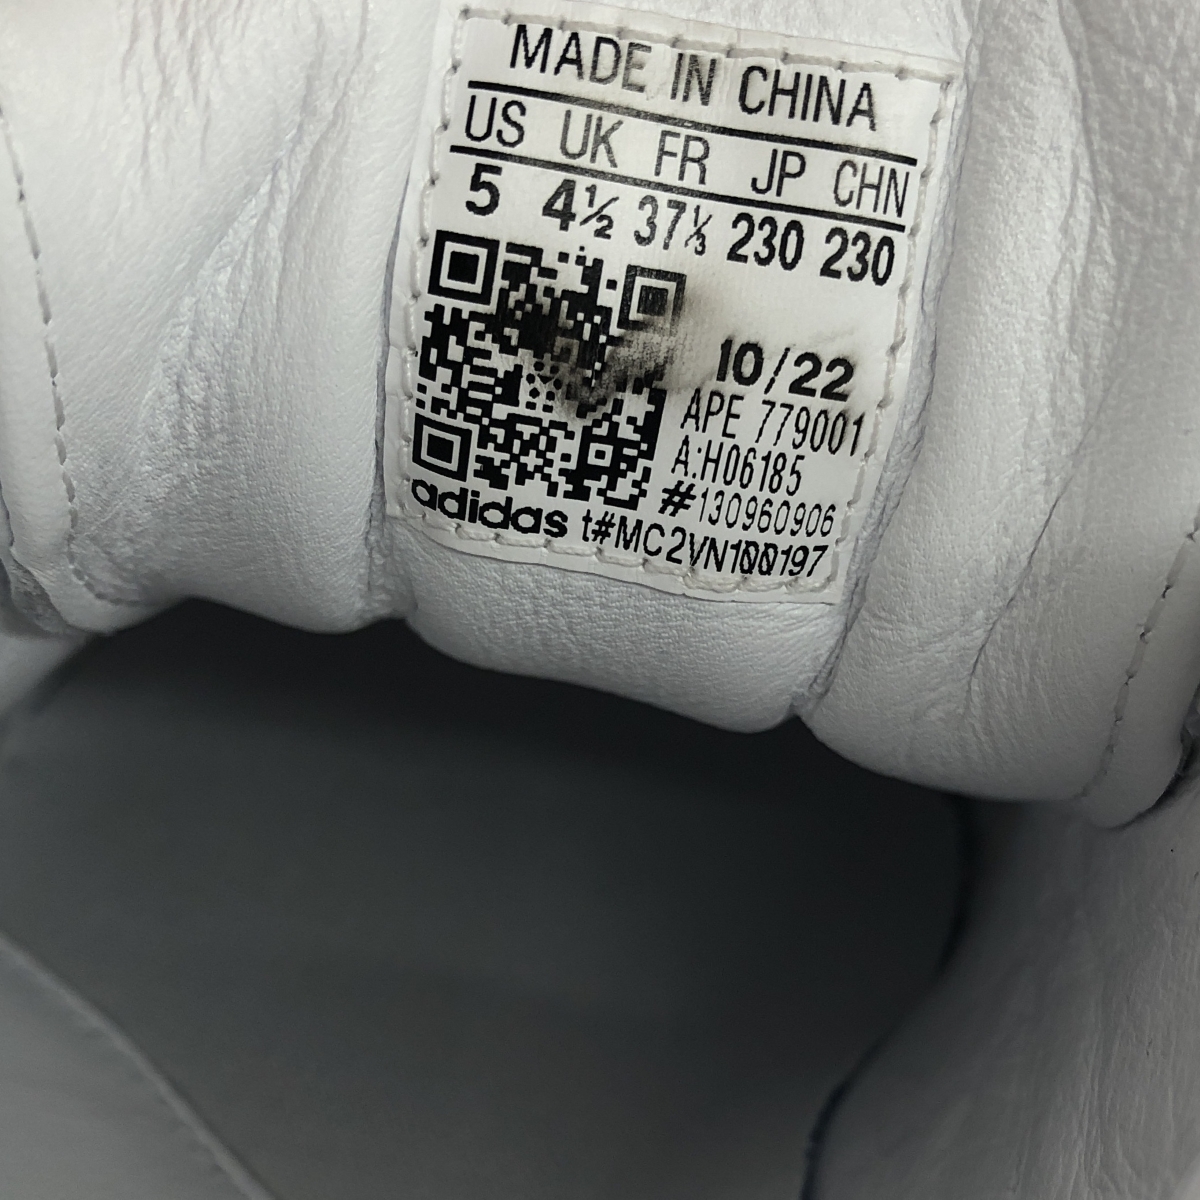 MADE IN CHINA
US UK FR JP CHN
5 4½ 37⅓ 230 230
10/22
APE 779001
A:H06185
#130960906
adidas t#MC2VN100197